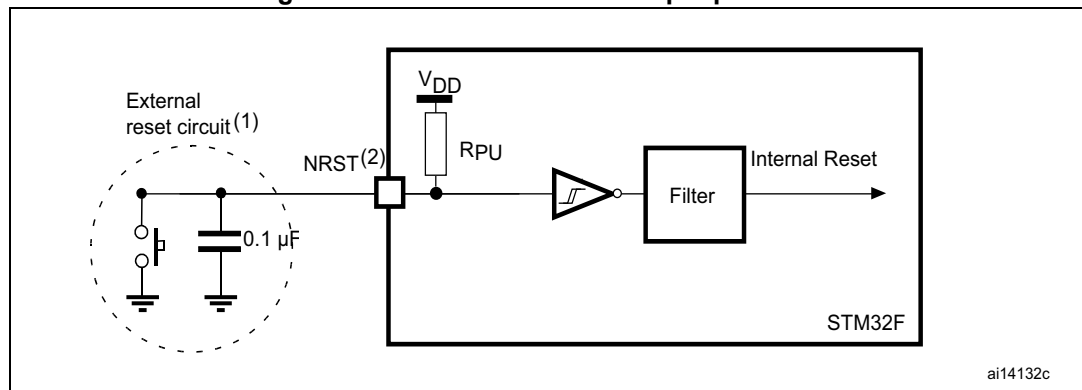 VDD
External
reset circuit(1)
NRST(2)
RPU
Internal Reset
Filter
0.1 µF
STM32F
ai14132c